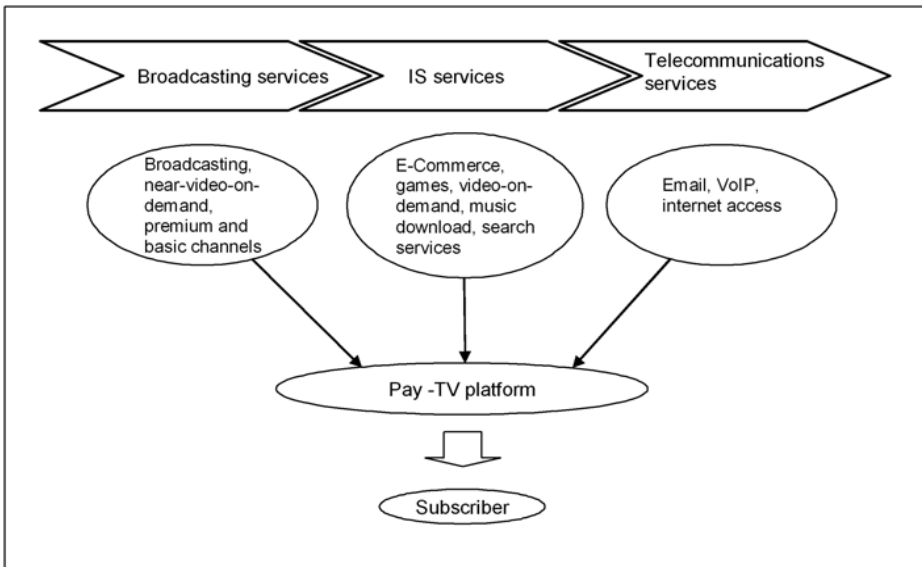 Broadcasting services
IS services
Telecommunications
services
Broadcasting,
near-video-on-
demand,
premium and
basic channels
E-Commerce,
games, video-on-
demand, music
download, search
services
Email, VoIP,
internet access
Pay -TV platform
Subscriber